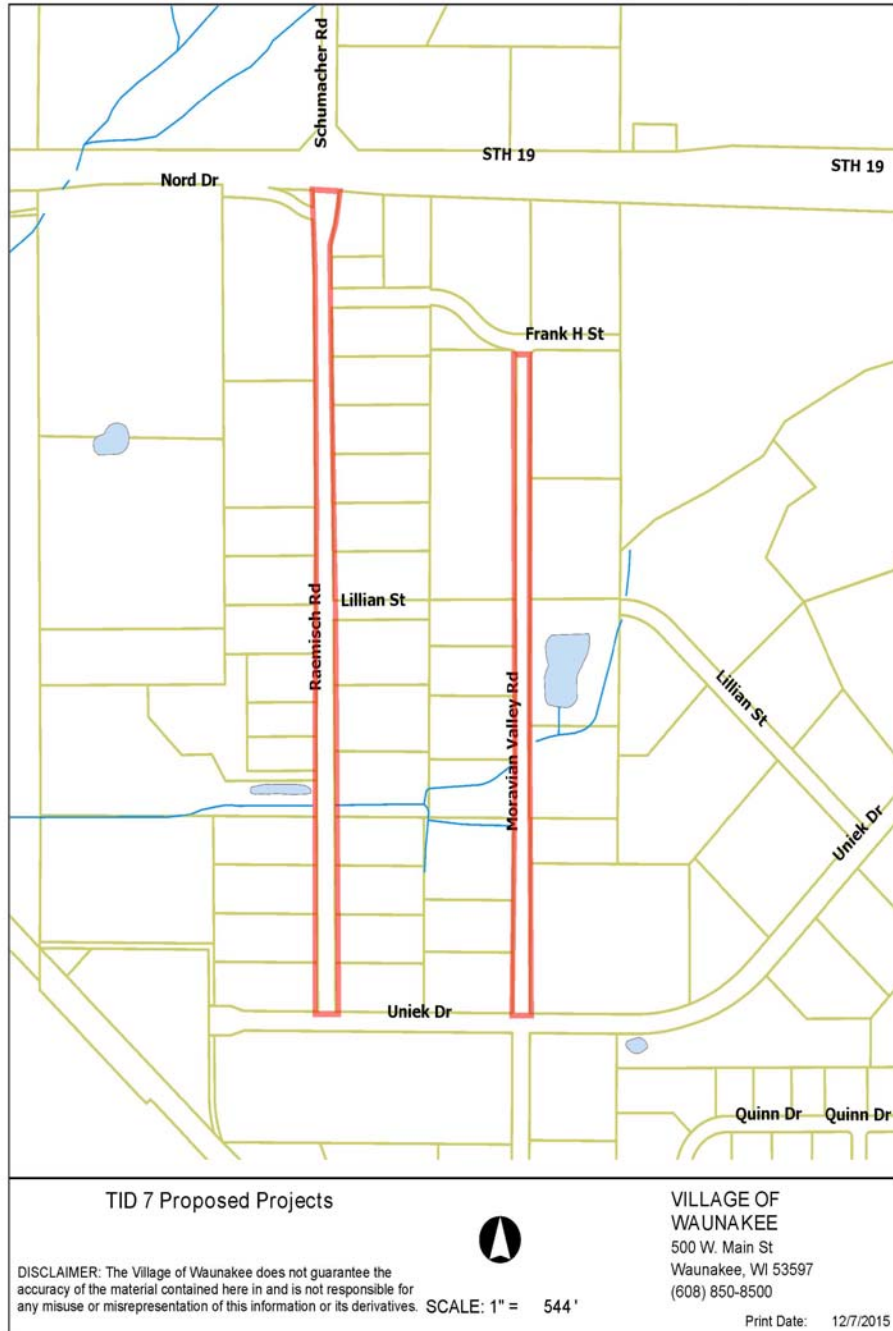 Schumacher Rd
STH 19
STH 19
Nord Dr
Frank H St
Raemisch Rd
Lillian St
Moravian Valley Rd
Lillian St
Uniek Dr
Uniek Dr
Quinn Dr
Quinn Dr
TID 7 Proposed Projects
DISCLAIMER: The Village of Waunakee does not guarantee the
accuracy of the material contained here in and is not responsible for
any misuse or misrepresentation of this information or its derivatives.
SCALE: 1" = 544'
VILLAGE OF
WAUNAKEE
500 W. Main St
Waunakee, WI 53597
(608) 850-8500
Print Date: 12/7/2015